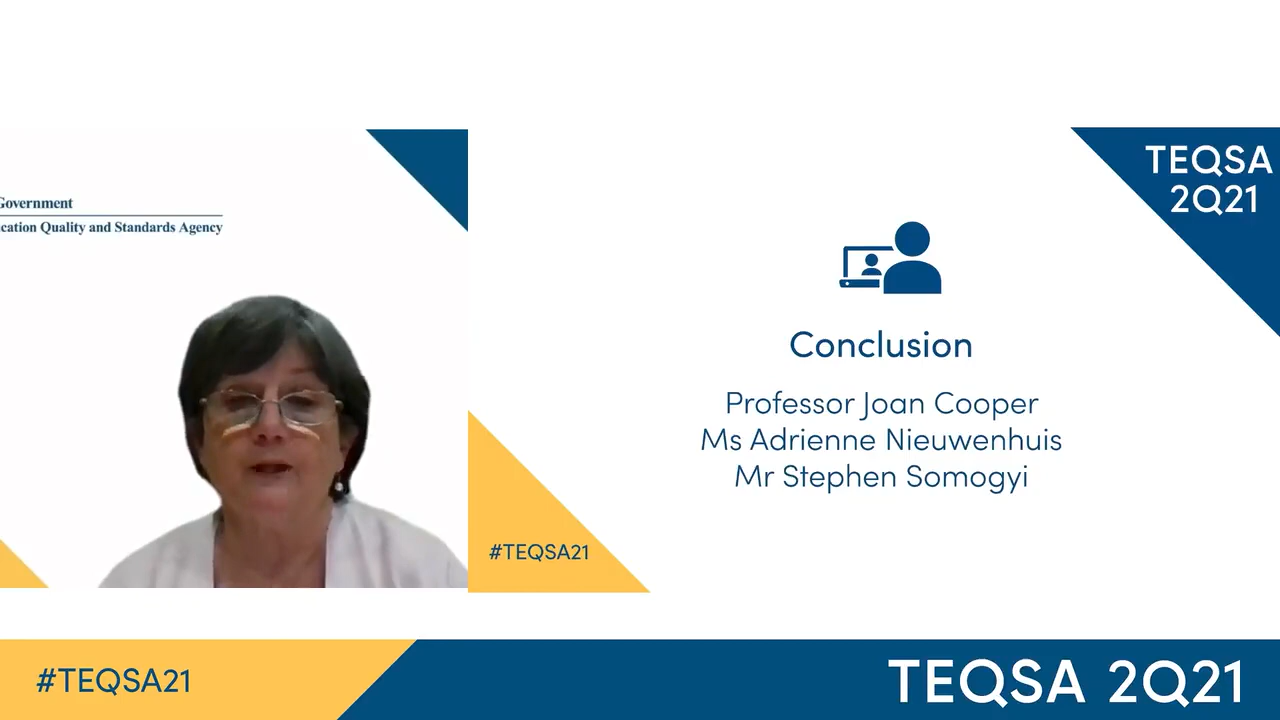 Government
cation Quality and Standards Agency
TEQSA
2Q21
Conclusion
Professor Joan Cooper
Ms Adrienne Nieuwenhuis
Mr Stephen Somogyi
#TEQSA21
#TEQSA21
TEQSA 2Q21